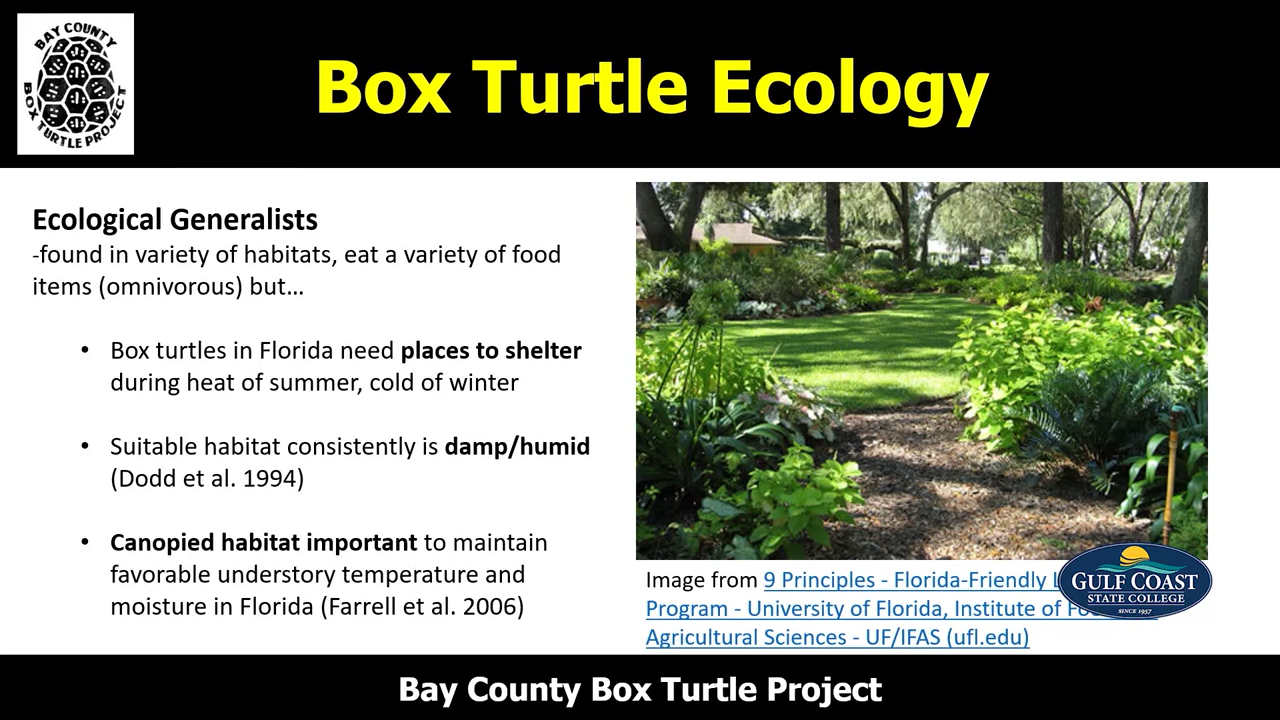 BAY COUNTY
BOX TURTLE PROJECT
Box Turtle Ecology
Ecological Generalists
-found in variety of habitats, eat a variety of food
items (omnivorous) but...
• Box turtles in Florida need places to shelter
during heat of summer, cold of winter
• Suitable habitat consistently is damp/humid
(Dodd et al. 1994)
• Canopied habitat important to maintain
favorable understory temperature and
moisture in Florida (Farrell et al. 2006)
Image from 9 Principles - Florida-Friendly
Program - University of Florida, Institute of
Agricultural Sciences - UF/IFAS (ufl.edu)
GULF COAST
STATE COLLEGE
SINCE 1957
Bay County Box Turtle Project